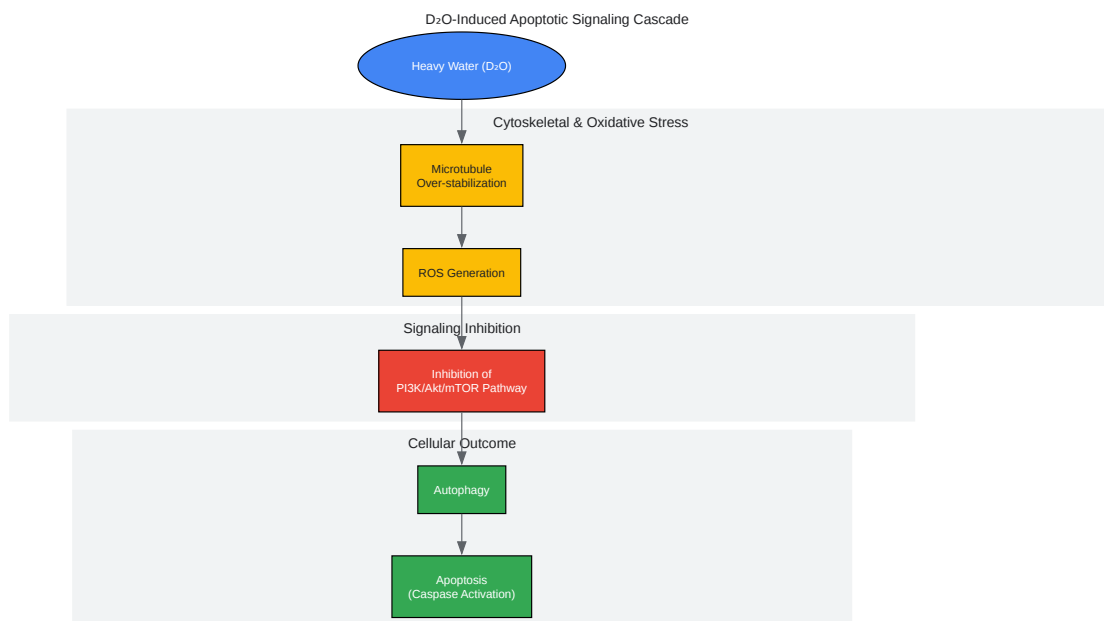 D₂O-Induced Apoptotic Signaling Cascade
Heavy Water (D₂O)
Cytoskeletal & Oxidative Stress
Microtubule
Over-stabilization
ROS Generation
Signaling Inhibition
Inhibition of
PI3K/Akt/mTOR Pathway
Cellular Outcome
Autophagy
Apoptosis
(Caspase Activation)